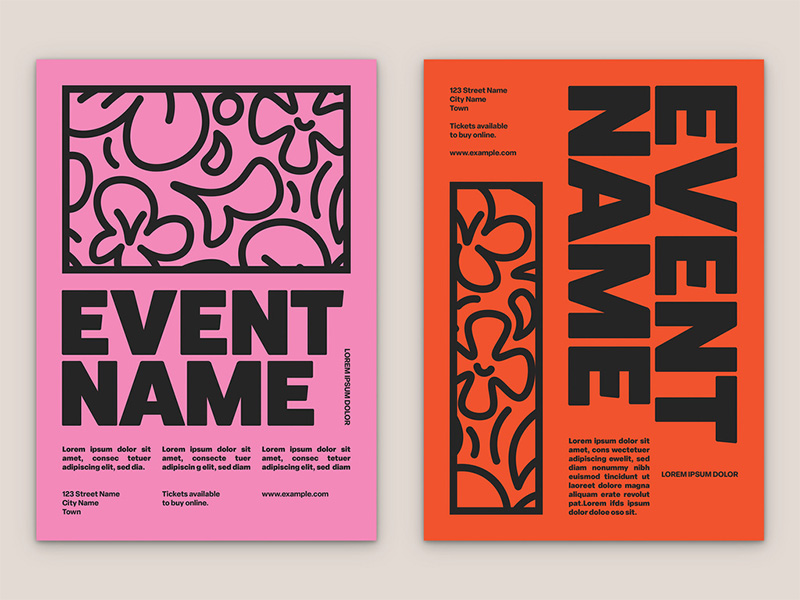 EVENT
NAME
LOREM IPSUM DOLOR
Lorem ipsum dolor sit
amet, consec tetuer
adipiscing elit, sed dia.
Lorem ipsum dolor sit
amet, consecte tuer
adipiscin g elit, sed diam
Lorem ipsum dolor sit
amet, consec tetuer
adipiscing elit, sed diam
123 Street Name
City Name
Town
Tickets available
to buy online.
www.example.com
123 Street Name
City Name
Town
Tickets available
to buy online.
www.example.com
EVENT
NAME
Lorem ipsum dolor sit
amet, cons wectetuer
adipiscing ewelit, sed
diam nonummy nibh
euismod tincidunt ut
laoreet dolore magna
aliquam erate revolut
pat.Lorem ifds ipsum
dolor doloe oso sit.
LOREM IPSUM DOLOR